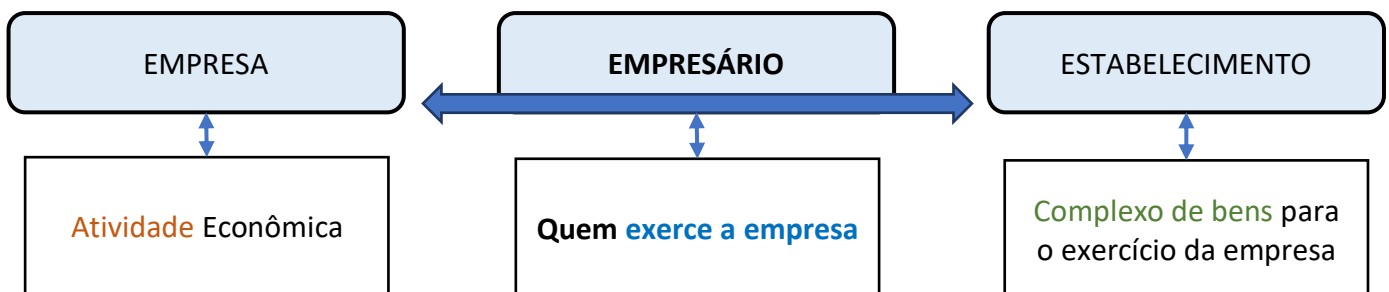 EMPRESA
EMPRESÁRIO
ESTABELECIMENTO
Atividade Econômica
Quem exerce a empresa
Complexo de bens para
o exercício da empresa